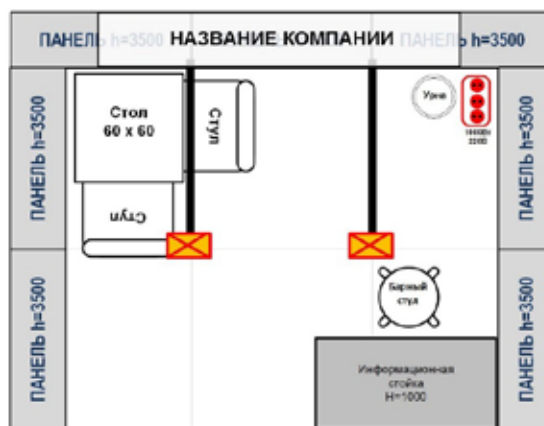 ПАНЕЛЬ h=3500
НАЗВАНИЕ КОМПАНИИ
ПАНЕЛЬ h=3500
ПАНЕЛЬ h=3500
Стол
60 x 60
Стул
Стул
Урна
220В
ПАНЕЛЬ h=3500
ПАНЕЛЬ h=3500
Барный
стул
Информационная
стойка
H=1000
ПАНЕЛЬ h=3500